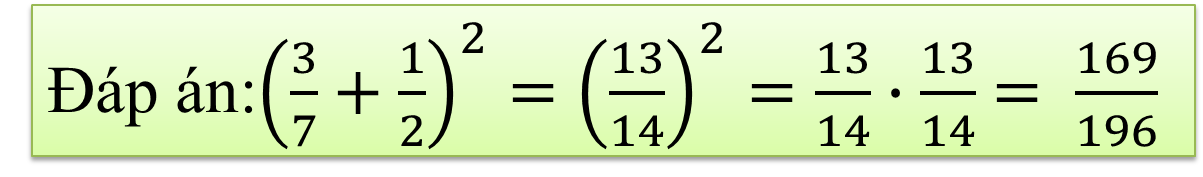 Đáp án:(3/7 + 1/2)² = (13/14)² = 13/14 · 13/14 = 169/196